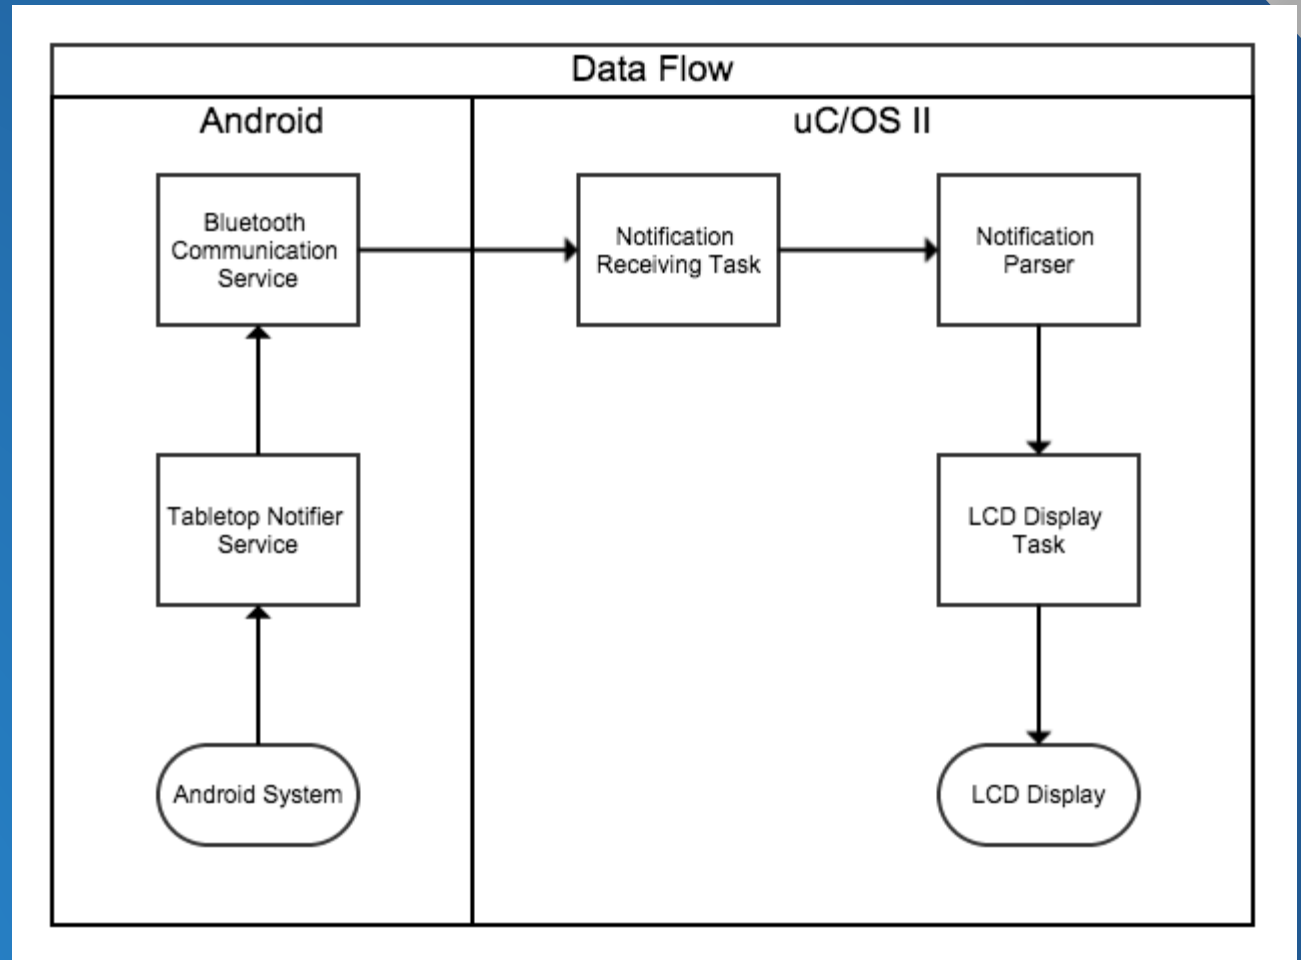 Data Flow
Android
uC/OS II
Bluetooth
Communication
Service
Notification
Receiving Task
Notification
Parser
Tabletop Notifier
Service
LCD Display
Task
Android System
LCD Display